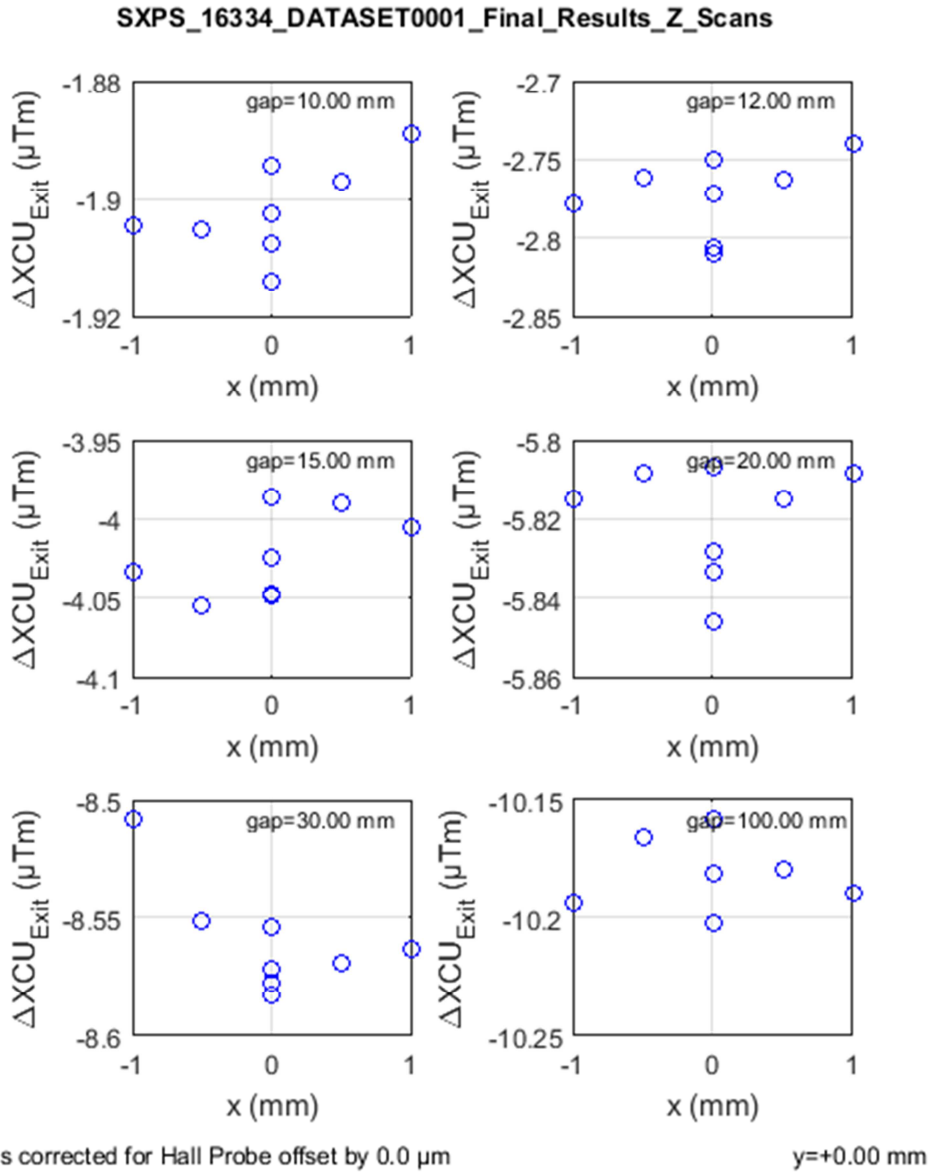 SXPS_16334_DATASET0001_Final_Results_Z_Scans
-1.88
-1.9
-1.92
ΔXCU_Exit (µTm)
gap=10.00 mm
-1
0
1
x (mm)
-2.7
-2.75
-2.8
-2.85
ΔXCU_Exit (µTm)
gap=12.00 mm
-1
0
1
x (mm)
-3.95
-4
-4.05
-4.1
ΔXCU_Exit (µTm)
gap=15.00 mm
-1
0
1
x (mm)
-5.8
-5.82
-5.84
-5.86
ΔXCU_Exit (µTm)
gap=20.00 mm
-1
0
1
x (mm)
-8.5
-8.55
-8.6
ΔXCU_Exit (µTm)
gap=30.00 mm
-1
0
1
x (mm)
-10.15
-10.2
-10.25
ΔXCU_Exit (µTm)
gap=100.00 mm
-1
0
1
x (mm)
s corrected for Hall Probe offset by 0.0 µm
y=+0.00 mm